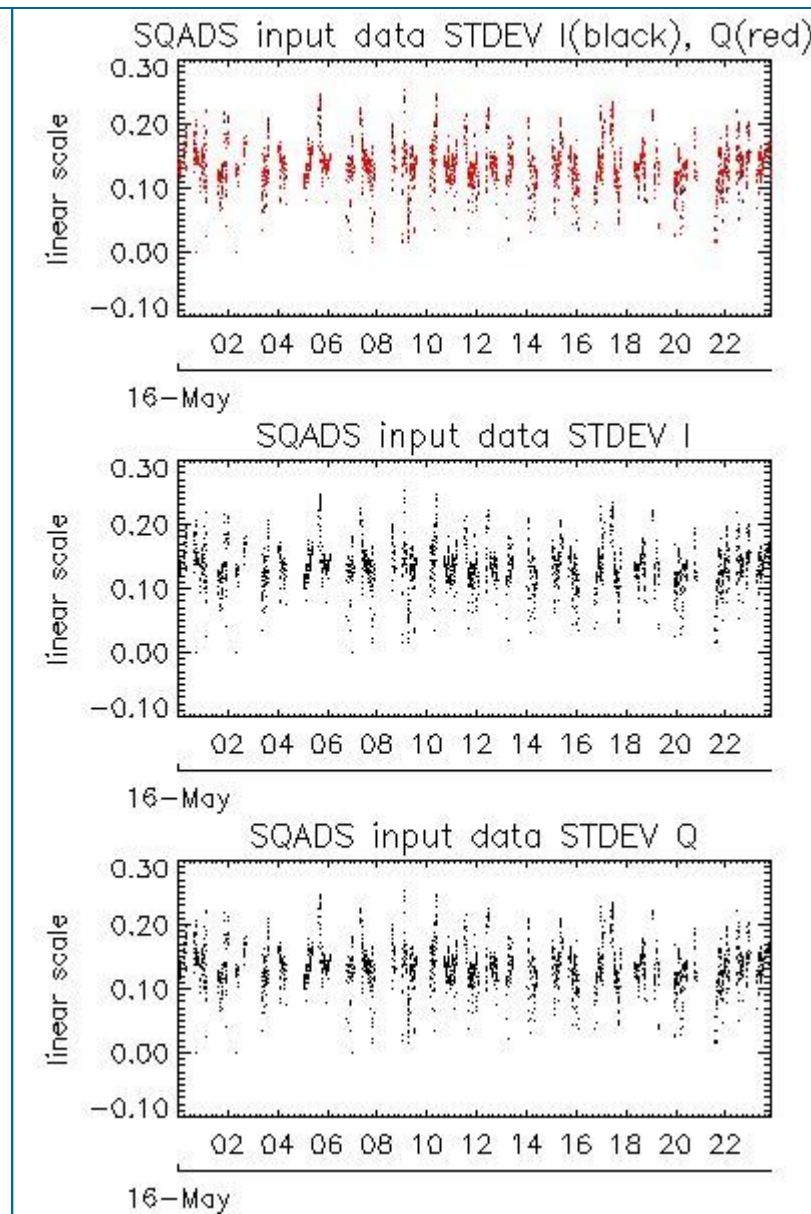 SQADS input data STDEV I(black), Q(red)
0.30
0.20
0.10
0.00
-0.10
linear scale
02 04 06 08 10 12 14 16 18 20 22
16-May
SQADS input data STDEV I
0.30
0.20
0.10
0.00
-0.10
linear scale
02 04 06 08 10 12 14 16 18 20 22
16-May
SQADS input data STDEV Q
0.30
0.20
0.10
0.00
-0.10
linear scale
02 04 06 08 10 12 14 16 18 20 22
16-May